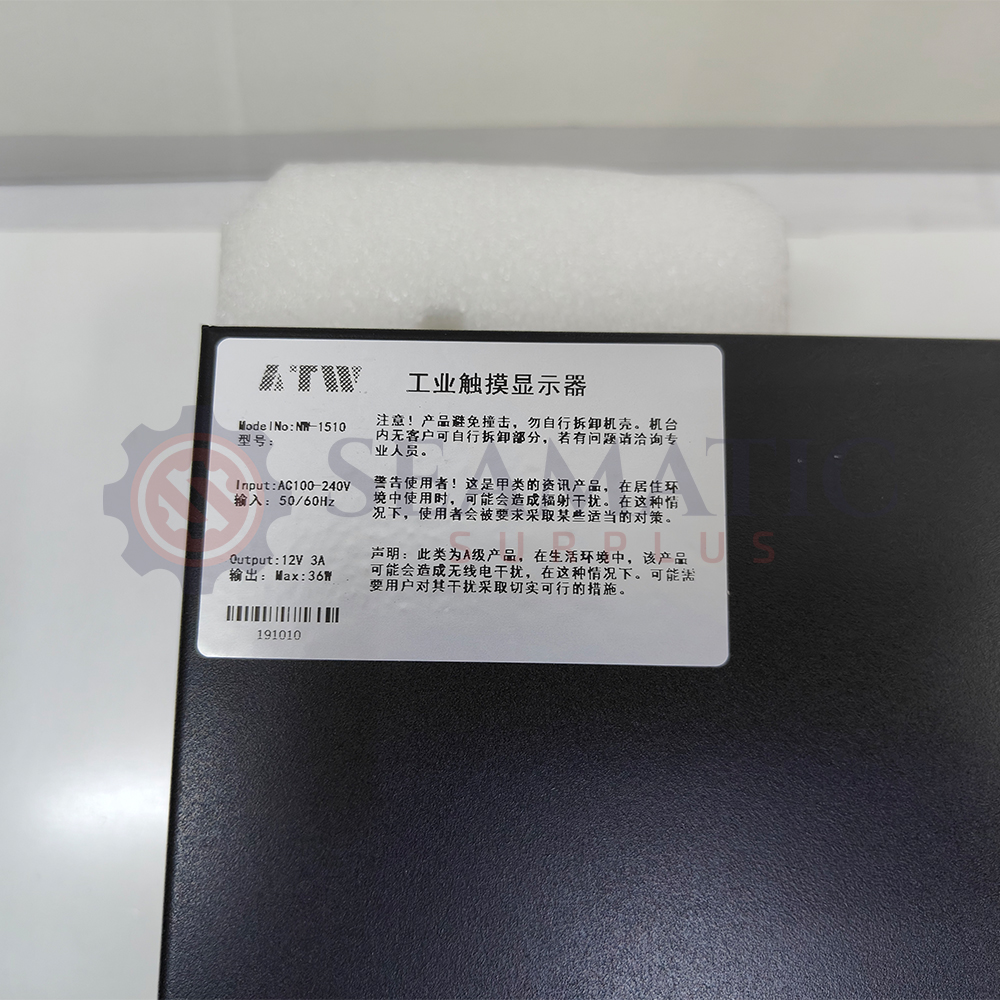 ATW 工业触摸显示器
ModelNo:NW-1510
型号:
Input:AC100-240V
输入: 50/60Hz
Output:12V 3A
输出: Max:36W
191010
注意！产品避免撞击，勿自行拆卸机壳。机台
内无客户可自行拆卸部分，若有问题请洽询专
业人员。
警告使用者！这是甲类的资讯产品，在居住环
境中使用时，可能会造成辐射干扰。在这种情
况下，使用者会被要求采取某些适当的对策。
声明：此类为A级产品，在生活环境中，该产品
可能会造成无线电干扰，在这种情况下。可能需
要用户对其干扰采取切实可行的措施。
SEAMATIC
SURPLUS